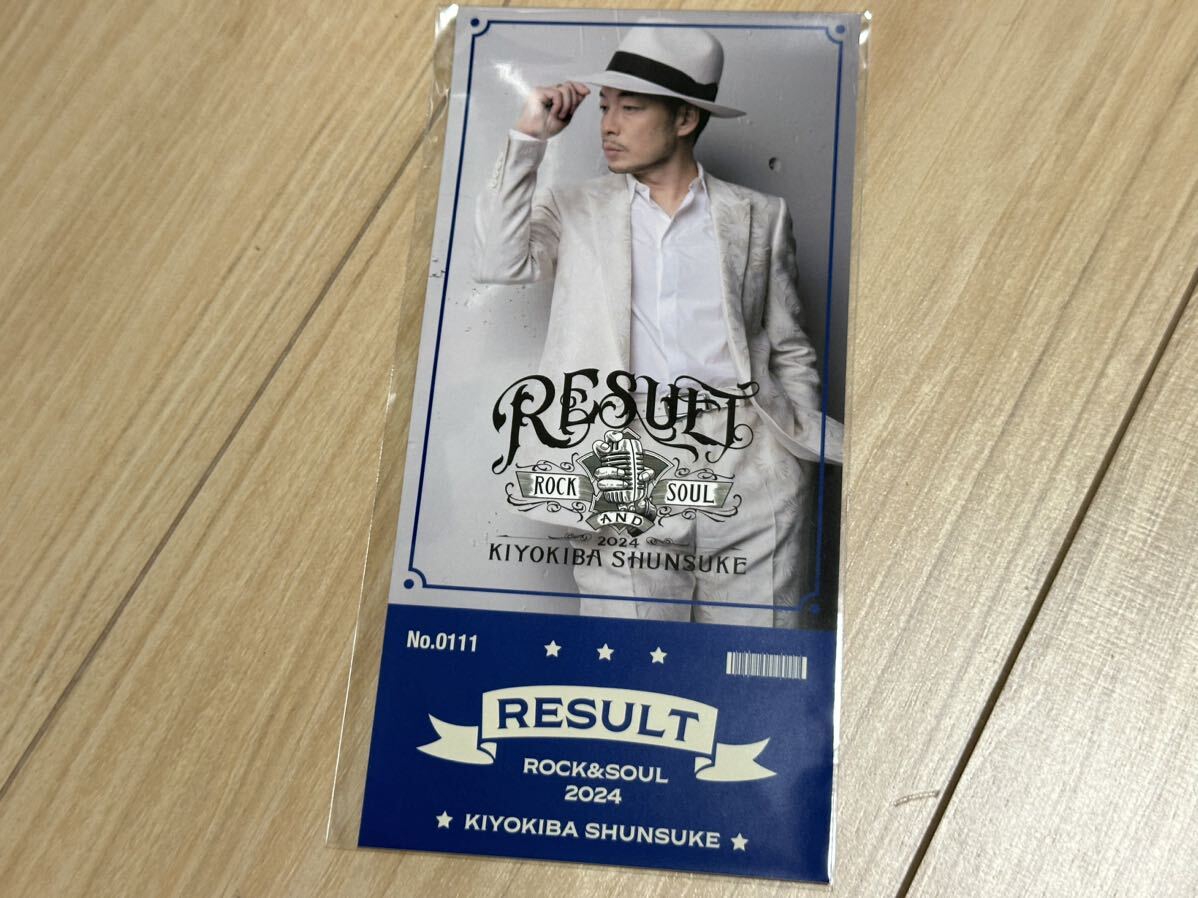 RESULT
ROCK AND SOUL
2024
KIYOKIBA SHUNSUKE
No.0111
RESULT
ROCK&SOUL
2024
KIYOKIBA SHUNSUKE